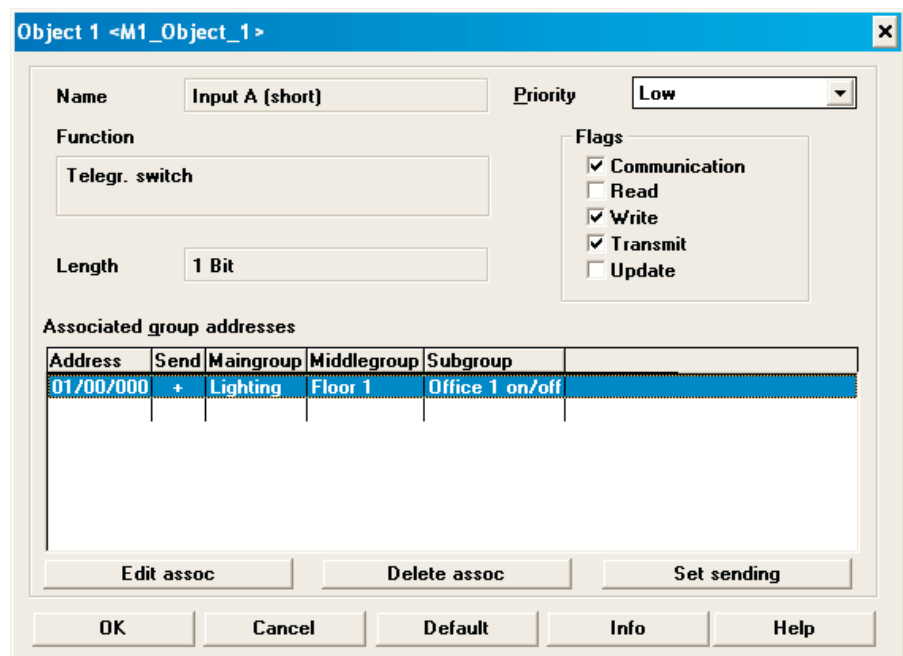 Object 1 <M1_Object_1>
Name Input A (short) Priority Low
Function Flags
Telegr. switch Communication
Read
Write
Transmit
Length 1 Bit Update
Associated group addresses
Address Send Maingroup Middlegroup Subgroup
01/00/000 + Lighting Floor 1 Office 1 on/off
Edit assoc Delete assoc Set sending
OK Cancel Default Info Help